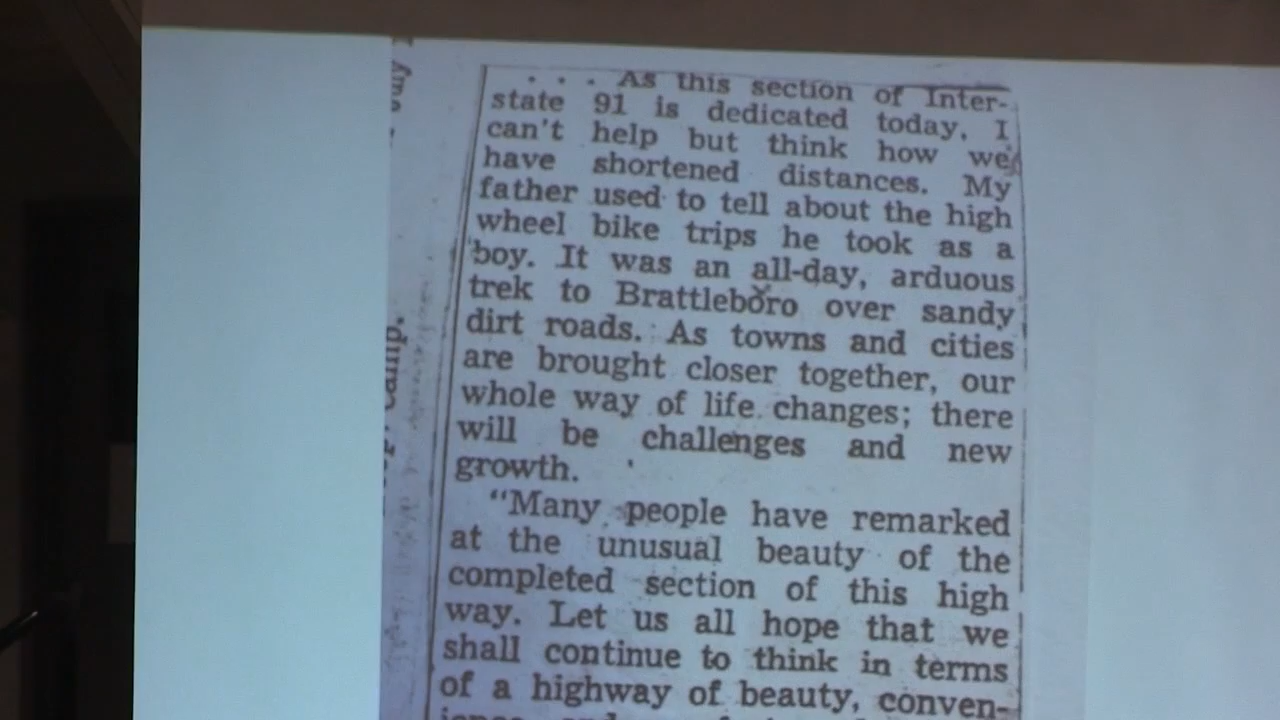 . . . As this section of Inter-
state 91 is dedicated today, I
can't help but think how we
have shortened distances. My
father used to tell about the high
wheel bike trips he took as a
boy. It was an all-day, arduous
trek to Brattleboro over sandy
dirt roads. As towns and cities
are brought closer together, our
whole way of life changes; there
will be challenges and new
growth.
"Many people have remarked
at the unusual beauty of the
completed section of this high
way. Let us all hope that we
shall continue to think in terms
of a highway of beauty, conven-